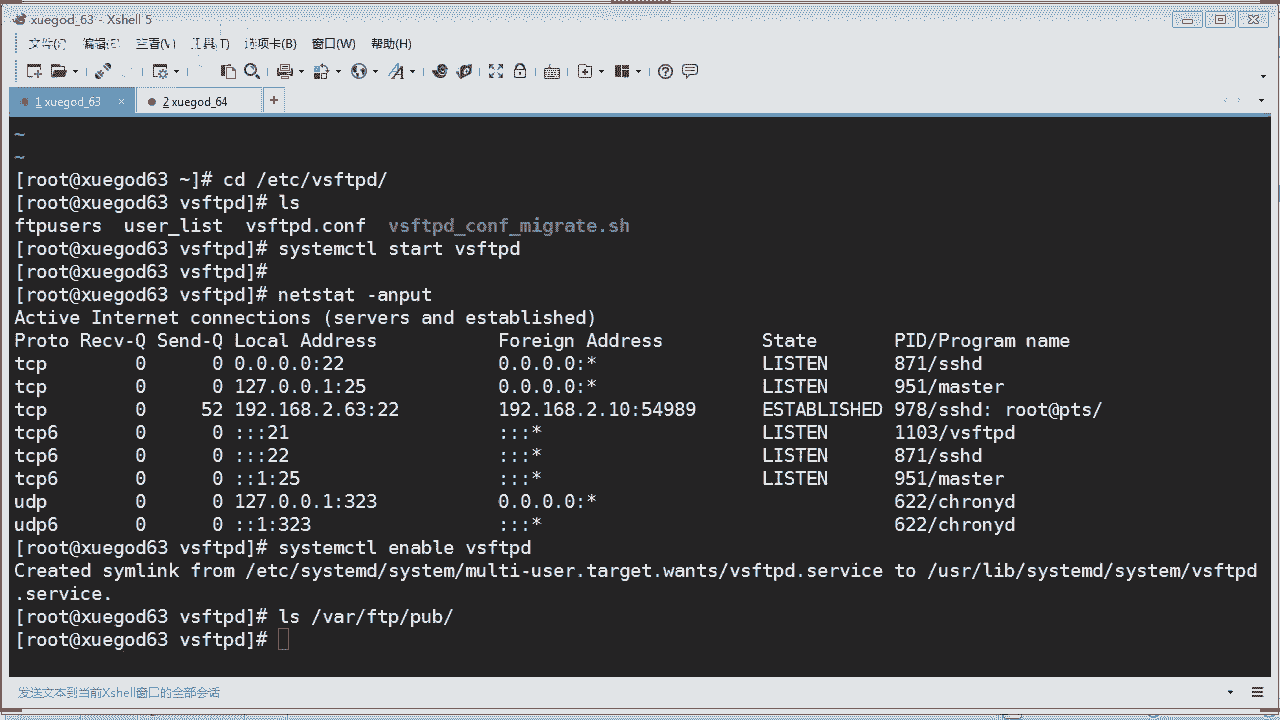 xuegod_63 - Xshell 5
文件(F) 编辑(E) 查看(V) 工具(T) 选项卡(B) 窗口(W) 帮助(H)
1 xuegod_63 × 2 xuegod_64 +
~
~
[root@xuegod63 ~]# cd /etc/vsftpd/
[root@xuegod63 vsftpd]# ls
ftpusers user_list vsftpd.conf vsftpd_conf_migrate.sh
[root@xuegod63 vsftpd]# systemctl start vsftpd
[root@xuegod63 vsftpd]#
[root@xuegod63 vsftpd]# netstat -anput
Active Internet connections (servers and established)
Proto Recv-Q Send-Q Local Address Foreign Address State PID/Program name
tcp 0 0 0.0.0.0:22 0.0.0.0:* LISTEN 871/sshd
tcp 0 0 127.0.0.1:25 0.0.0.0:* LISTEN 951/master
tcp 0 52 192.168.2.63:22 192.168.2.10:54989 ESTABLISHED 978/sshd: root@pts/
tcp6 0 0 :::21 :::* LISTEN 1103/vsftpd
tcp6 0 0 :::22 :::* LISTEN 871/sshd
tcp6 0 0 ::1:25 :::* LISTEN 951/master
udp 0 0 127.0.0.1:323 0.0.0.0:* 622/chronyd
udp6 0 0 ::1:323 :::* 622/chronyd
[root@xuegod63 vsftpd]# systemctl enable vsftpd
Created symlink from /etc/systemd/system/multi-user.target.wants/vsftpd.service to /usr/lib/systemd/system/vsftpd
.service.
[root@xuegod63 vsftpd]# ls /var/ftp/pub/
[root@xuegod63 vsftpd]#
发送文本到当前Xshell窗口的全部会话